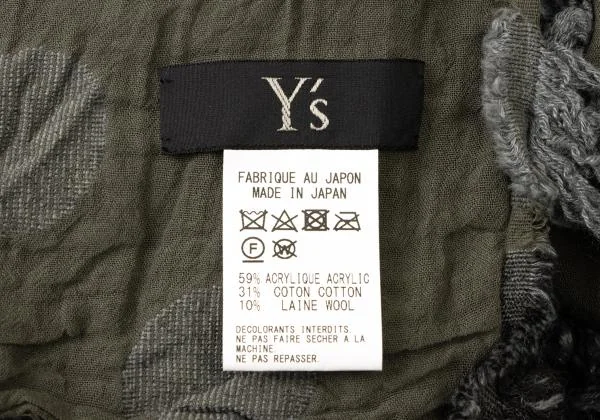 Y's
FABRIQUE AU JAPON
MADE IN JAPAN
F W
59% ACRYLIQUE ACRYLIC
31% COTON COTTON
10% LAINE WOOL
DECOLORANTS INTERDITS.
NE PAS FAIRE SECHER A LA
MACHINE.
NE PAS REPASSER.